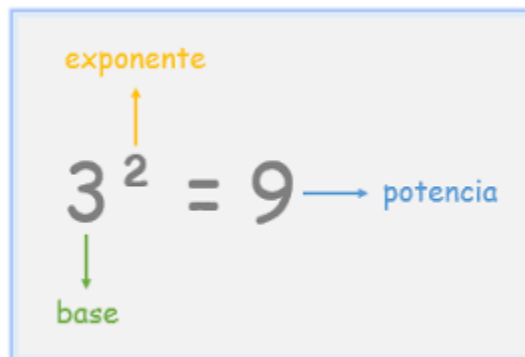 exponente
3² = 9 potencia
base